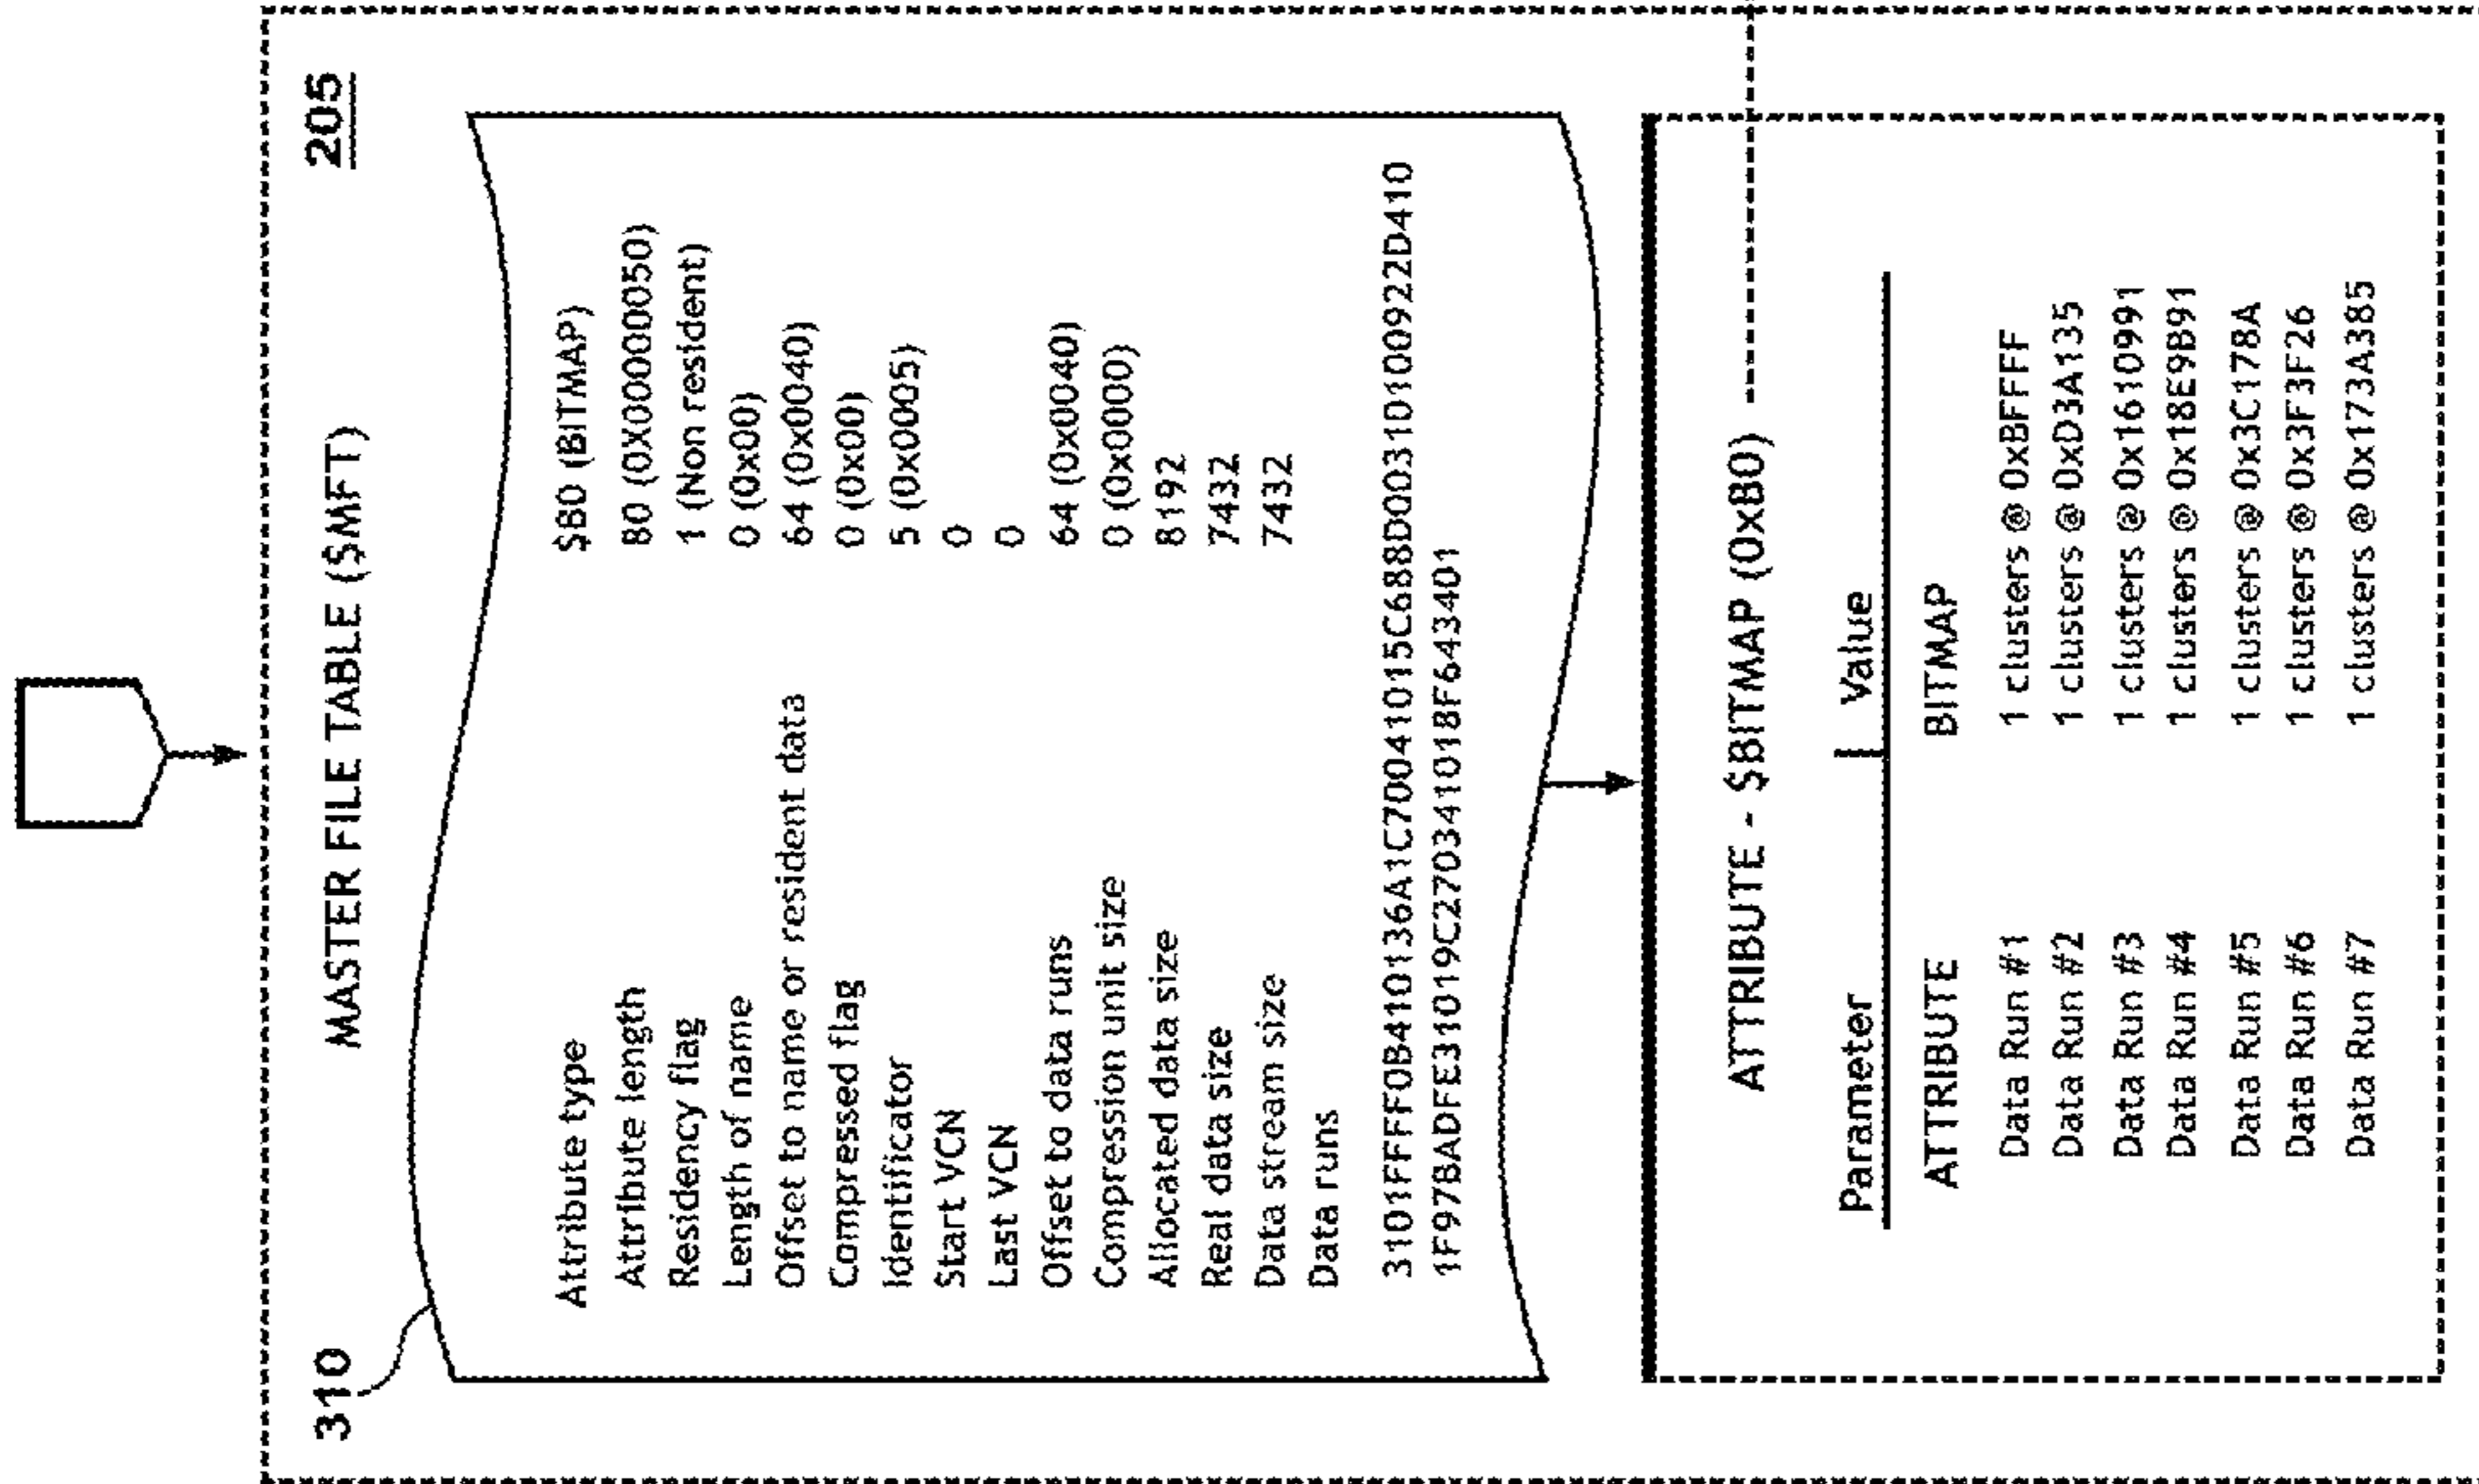 310
205
MASTER FILE TABLE ($MFT)
Attribute type $B0 (BITMAP)
Attribute length 80 (0X00000050)
Residency flag 1 (Non resident)
Length of name 0 (0x00)
Offset to name or resident data 64 (0x0040)
Compressed flag 0 (0x00)
Identificator 5 (0x0005)
Start VCN 0
Last VCN 0
Offset to data runs 64 (0x0040)
Compression unit size 0 (0x0000)
Allocated data size 8192
Real data size 7432
Data stream size 7432
Data runs
3101FFFF0B410136A1C70041015C688D00310100922D410
1F97BADFE31019C270341018F643401
ATTRIBUTE - $BITMAP (0xB0)
Parameter Value
ATTRIBUTE BITMAP
Data Run #1 1 clusters @ 0xBFFFF
Data Run #2 1 clusters @ 0xD3A135
Data Run #3 1 clusters @ 0x1610991
Data Run #4 1 clusters @ 0x18E9B91
Data Run #5 1 clusters @ 0x3C178A
Data Run #6 1 clusters @ 0x3F3F26
Data Run #7 1 clusters @ 0x173A385